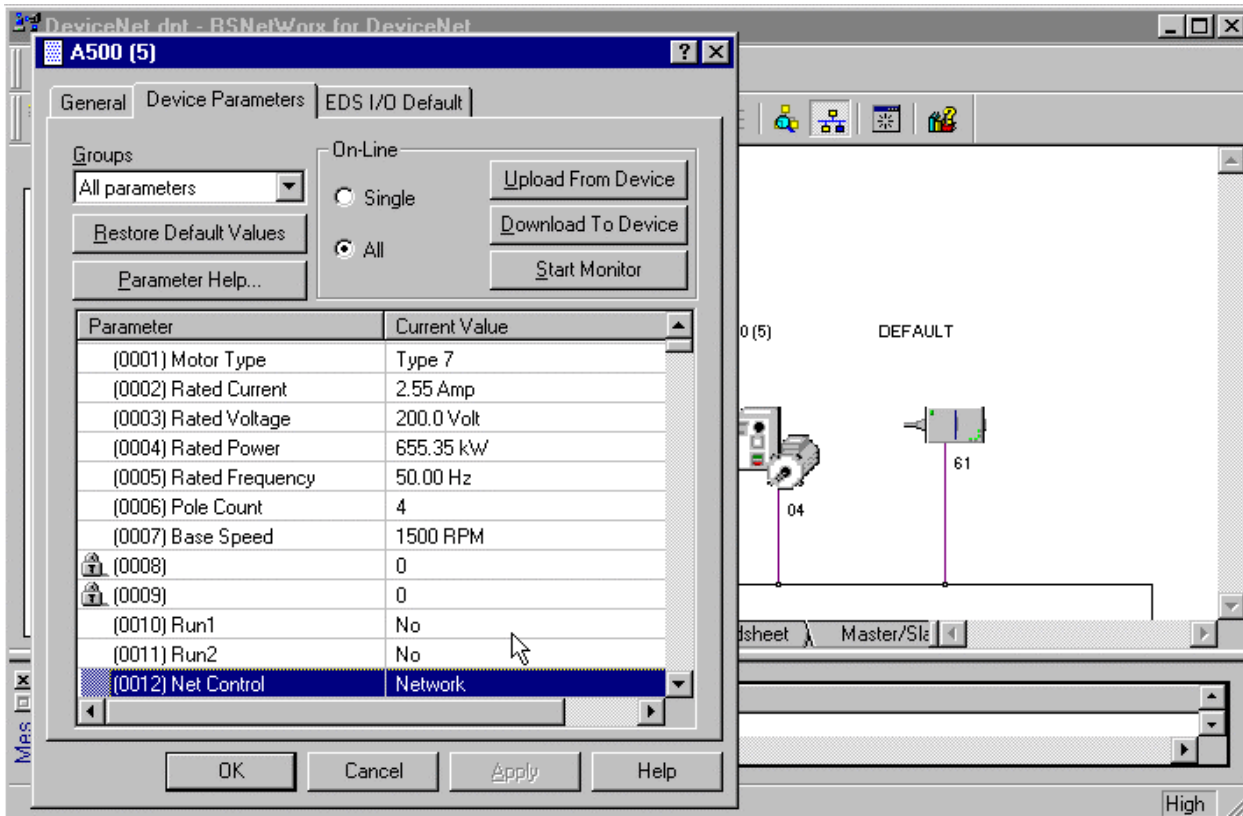 DeviceNet.dnt - RSNetWorx for DeviceNet
A500 (5)
General Device Parameters EDS I/O Default
Groups
All parameters
Restore Default Values
Parameter Help...
On-Line
Single
All
Upload From Device
Download To Device
Start Monitor
Parameter Current Value
(0001) Motor Type Type 7
(0002) Rated Current 2.55 Amp
(0003) Rated Voltage 200.0 Volt
(0004) Rated Power 655.35 kW
(0005) Rated Frequency 50.00 Hz
(0006) Pole Count 4
(0007) Base Speed 1500 RPM
(0008) 0
(0009) 0
(0010) Run1 No
(0011) Run2 No
(0012) Net Control Network
OK Cancel Apply Help
0 (5) DEFAULT
61
04
dsheet Master/Sla
Mes
High